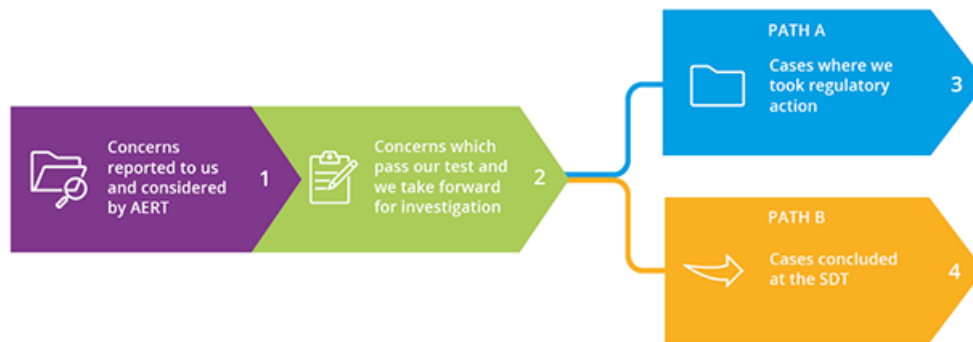 Concerns
reported to us
and considered
by AERT
1
Concerns which
pass our test and
we take forward
for investigation
2
PATH A
Cases where we
took regulatory
action
3
PATH B
Cases concluded
at the SDT
4